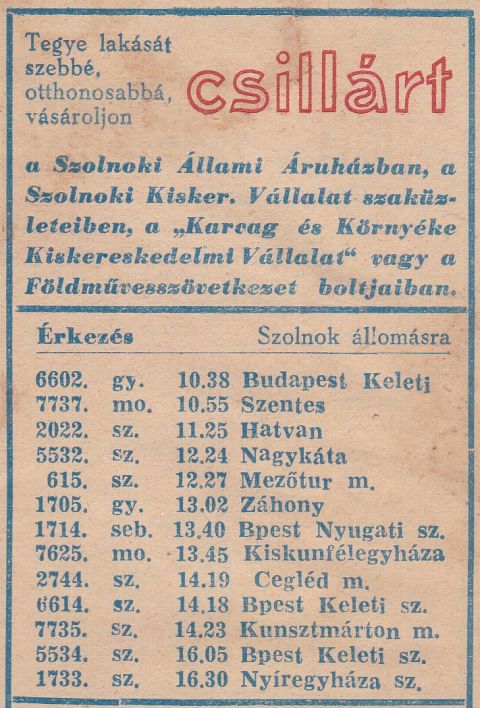 Tegye lakását
szebbé,
otthonosabbá,
vásároljon
csillárt
a Szolnoki Állami Áruházban, a
Szolnoki Kisker. Vállalat szaküz-
leteiben, a „Karcag és Környéke
Kiskereskedelmi Vállalat“ vagy a
Földművesszövetkezet boltjaiban.
Érkezés Szolnok állomásra
6602. gy. 10.38 Budapest Keleti
7737. mo. 10.55 Szentes
2022. sz. 11.25 Hatvan
5532. sz. 12.24 Nagykáta
615. sz. 12.27 Mezőtur m.
1705. gy. 13.02 Záhony
1714. seb. 13.40 Bpest Nyugati sz.
7625. mo. 13.45 Kiskunfélegyháza
2744. sz. 14.19 Cegléd m.
6614. sz. 14.18 Bpest Keleti sz.
7735. sz. 14.23 Kunsztmárton m.
5534. sz. 16.05 Bpest Keleti sz.
1733. sz. 16.30 Nyíregyháza sz.